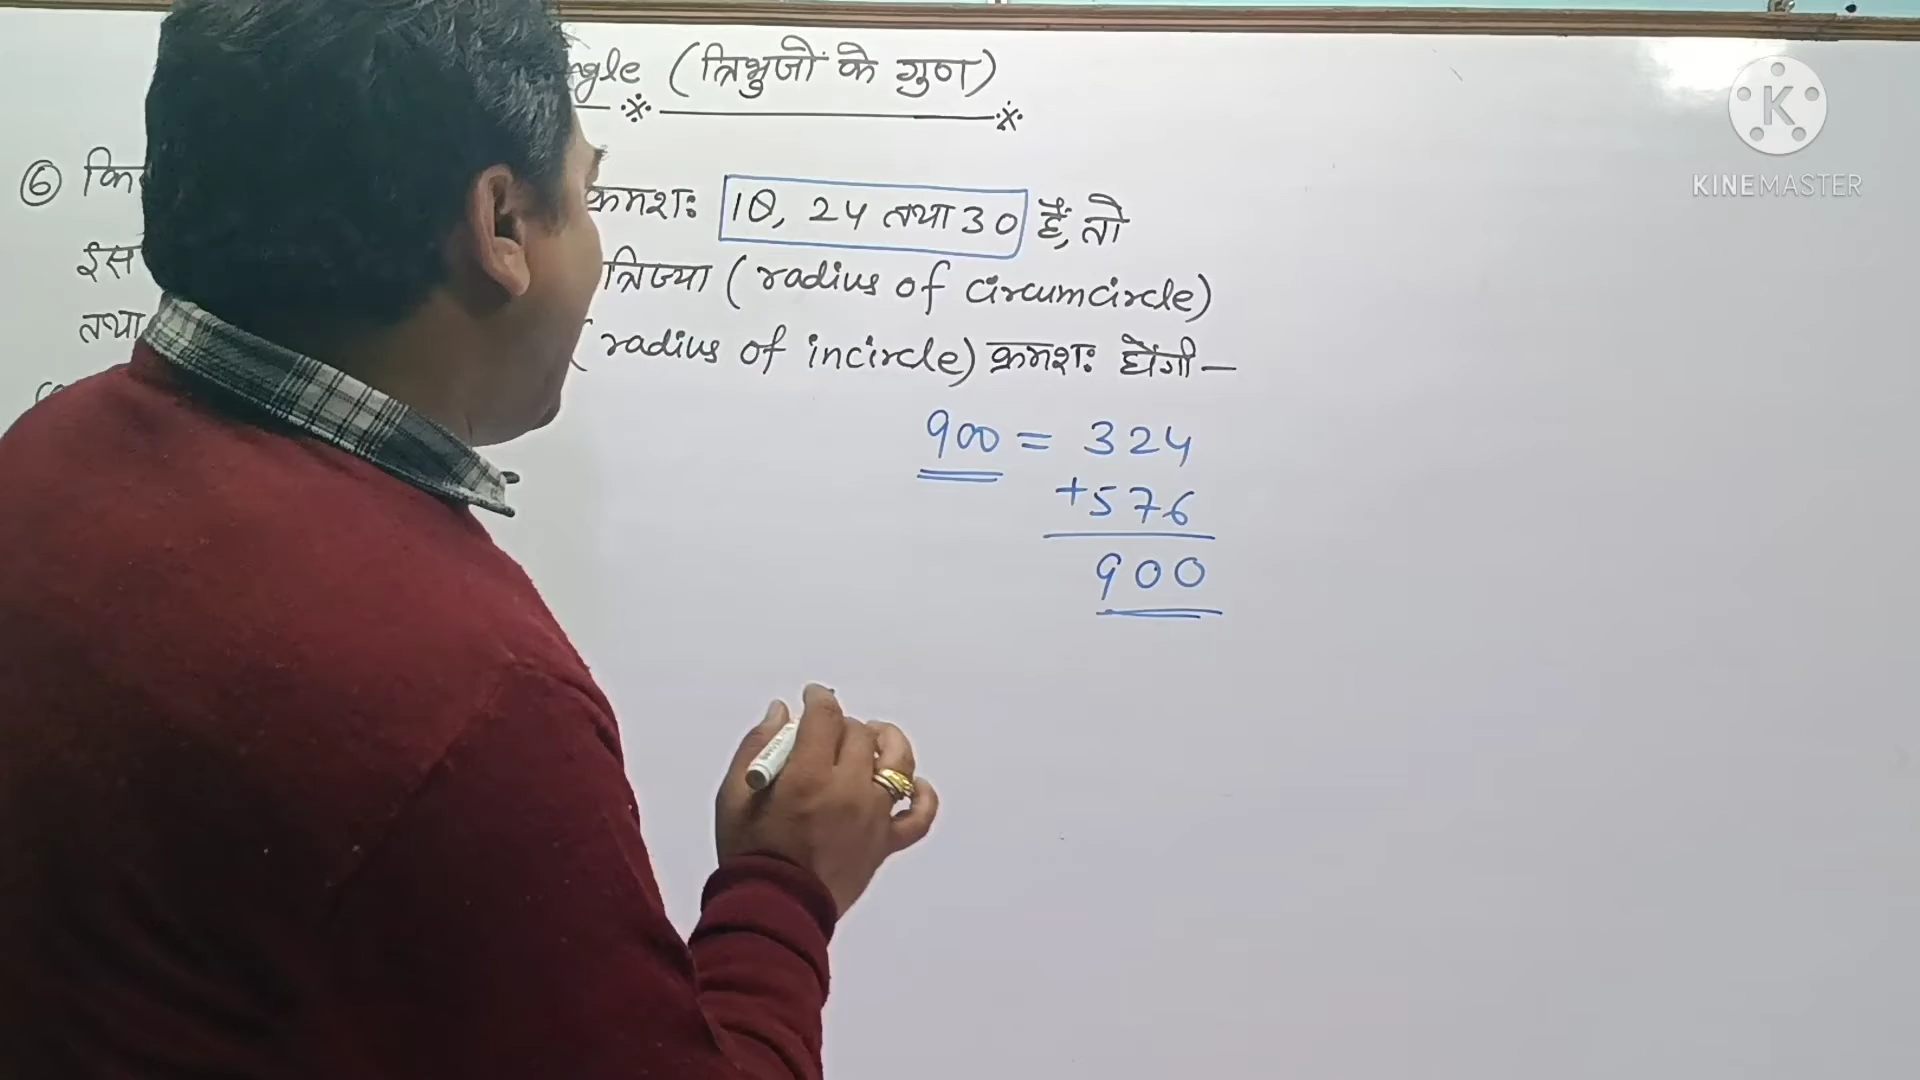 ngle (त्रिभुजों के गुण)
⑥ कि क्रमशः 18, 24 तथा 30 हैं, तो
इस त्रिज्या (radius of circumcircle)
तथा (radius of incircle) क्रमशः होंगी—
900 = 324
+576
900
K
KINEMASTER